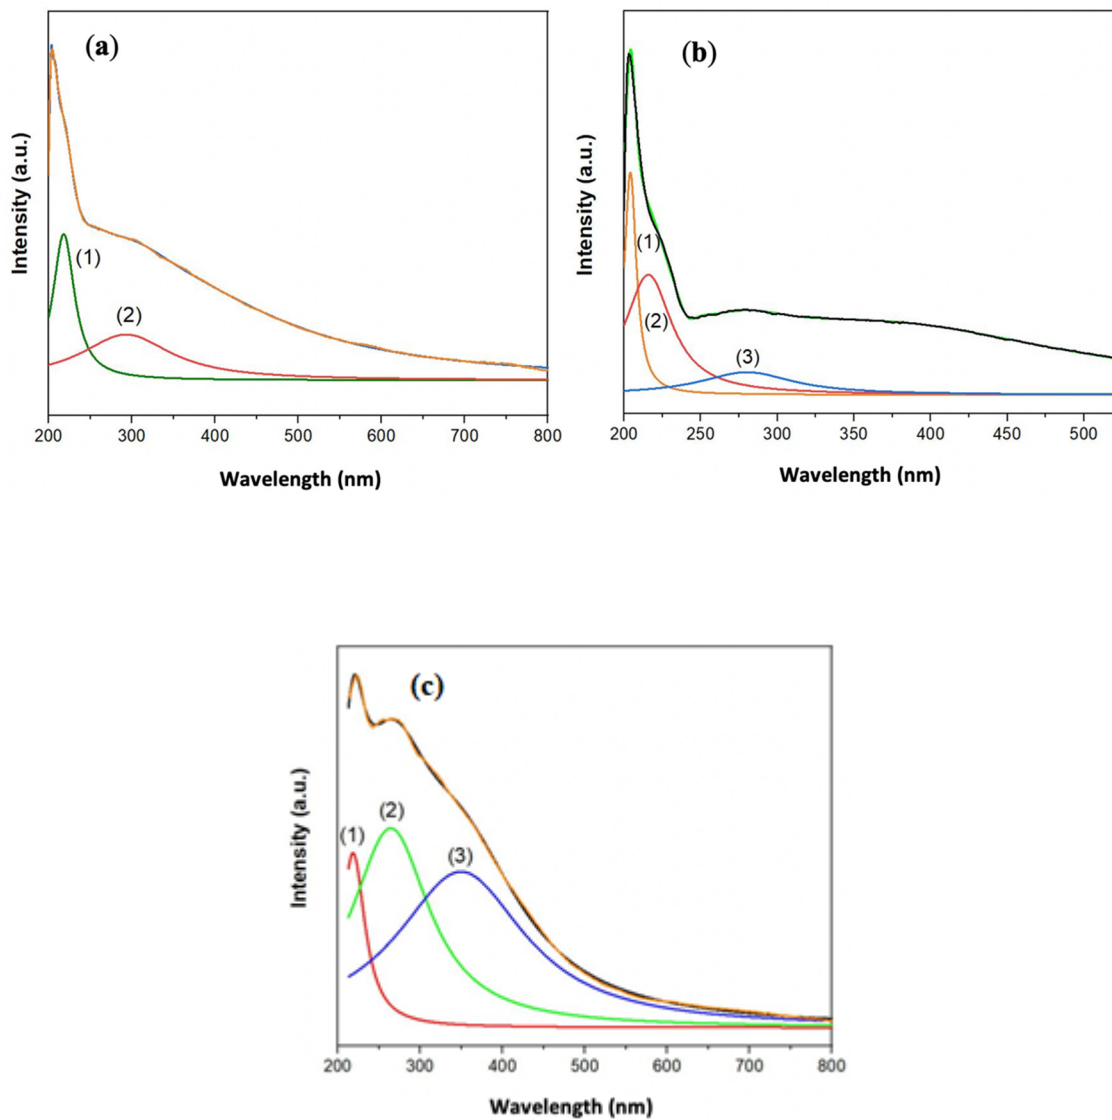 (a)
Intensity (a.u.)
(1)
(2)
200 300 400 500 600 700 800
Wavelength (nm)
(b)
Intensity (a.u.)
(1)
(2)
(3)
200 250 300 350 400 450 500
Wavelength (nm)
(c)
Intensity (a.u.)
(1)
(2)
(3)
200 300 400 500 600 700 800
Wavelength (nm)